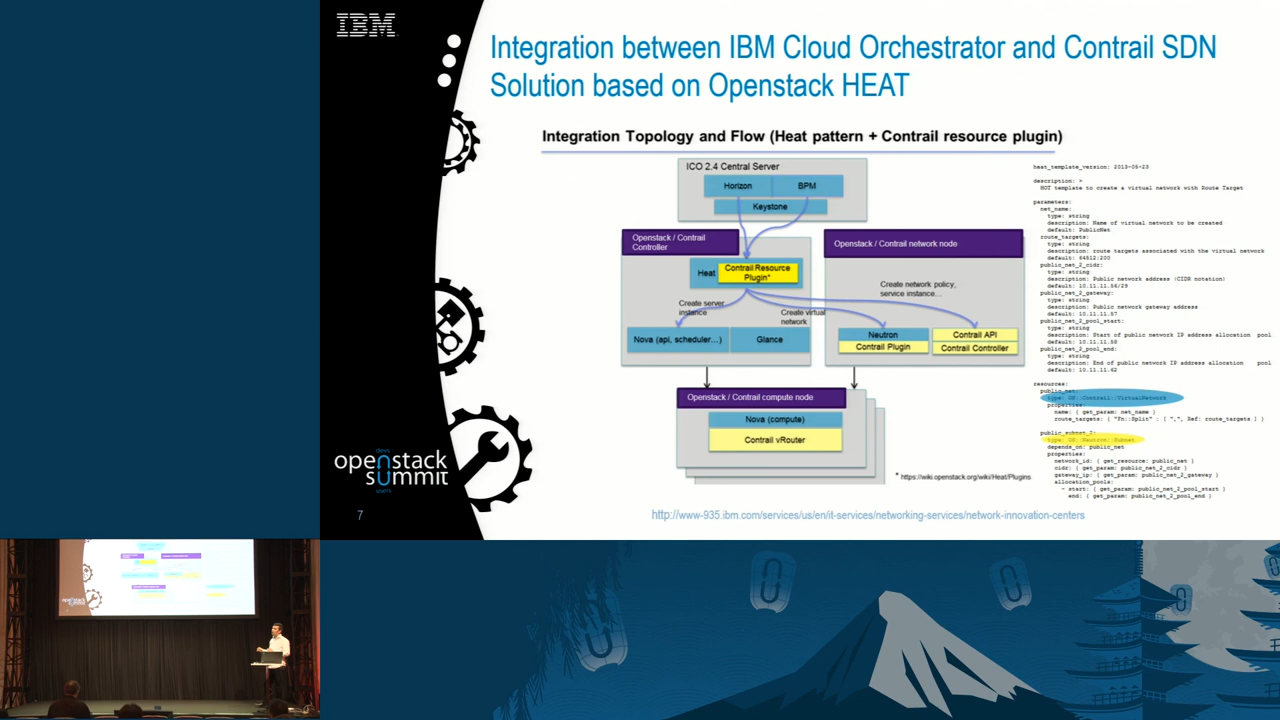 IBM
Integration between IBM Cloud Orchestrator and Contrail SDN
Solution based on Openstack HEAT
Integration Topology and Flow (Heat pattern + Contrail resource plugin)
ICO 2.4 Central Server
Horizon
BPM
Keystone
Openstack / Contrail
Controller
Heat
Contrail Resource
Plugin*
Create server
instance
Create virtual
network
Nova (api, scheduler...)
Glance
Openstack / Contrail network node
Create network policy,
service instance...
Neutron
Contrail Plugin
Contrail API
Contrail Controller
Openstack / Contrail compute node
Nova (compute)
Contrail vRouter
* https://wiki.openstack.org/wiki/Heat/Plugins
heat_template_version: 2013-05-23
description: >
HOT template to create a virtual network with Route Target
parameters:
net_name:
type: string
description: Name of virtual network to be created
default: PublicNet
route_targets:
type: string
description: route targets associated with the virtual network
default: 64512:200
public_net_2_cidr:
type: string
description: Public network address (CIDR notation)
default: 10.11.11.56/29
public_net_2_gateway:
type: string
description: Public network gateway address
default: 10.11.11.57
public_net_2_pool_start:
type: string
description: Start of public network IP address allocation pool
default: 10.11.11.58
public_net_2_pool_end:
type: string
description: End of public network IP address allocation pool
default: 10.11.11.62
resources:
public_net:
type: OS::Contrail::VirtualNetwork
properties:
name: { get_param: net_name }
route_targets: { "Fn::Split" : [ ",", Ref: route_targets ] }
type: OS::Neutron::Subnet
depends_on: public_net
properties:
network_id: { get_resource: public_net }
cidr: { get_param: public_net_2_cidr }
gateway_ip: { get_param: public_net_2_gateway }
allocation_pools:
- start: { get_param: public_net_2_pool_start }
end: { get_param: public_net_2_pool_end }
http://www-935.ibm.com/services/us/en/it-services/networking-services/network-innovation-centers
devs
openstack
summit
users
7